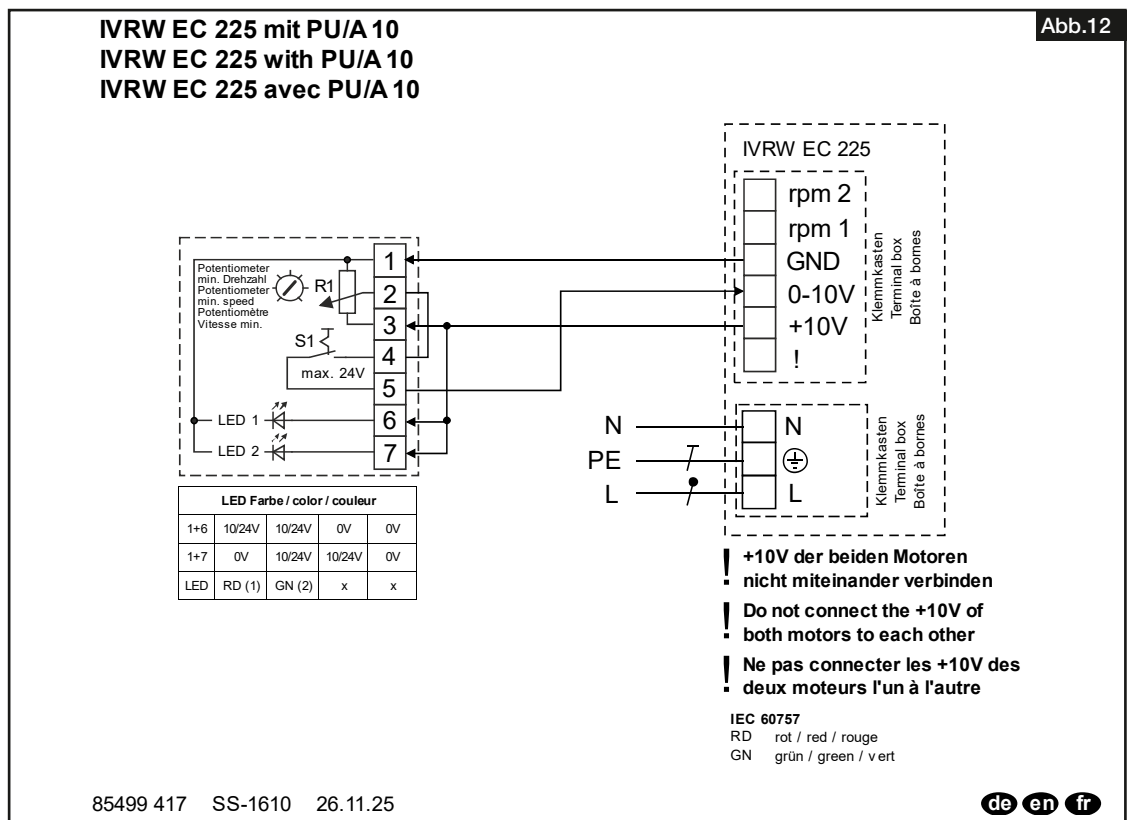 IVRW EC 225 mit PU/A 10
IVRW EC 225 with PU/A 10
IVRW EC 225 avec PU/A 10
Abb.12
IVRW EC 225
rpm 2
rpm 1
GND
0-10V
+10V
!
Klemmkasten
Terminal box
Boîte à bornes
Potentiometer
min. Drehzahl
Potentiometer
min. speed
Potentiomètre
Vitesse min.
R1
S1
max. 24V
LED 1
LED 2
1
2
3
4
5
6
7
N
PE
L
N
L
Klemmkasten
Terminal box
Boîte à bornes
LED Farbe / color / couleur
1+6 10/24V 10/24V 0V 0V
1+7 0V 10/24V 10/24V 0V
LED RD (1) GN (2) x x
! +10V der beiden Motoren
nicht miteinander verbinden
! Do not connect the +10V of
both motors to each other
! Ne pas connecter les +10V des
deux moteurs l'un à l'autre
IEC 60757
RD rot / red / rouge
GN grün / green / vert
85499 417 SS-1610 26.11.25
de en fr